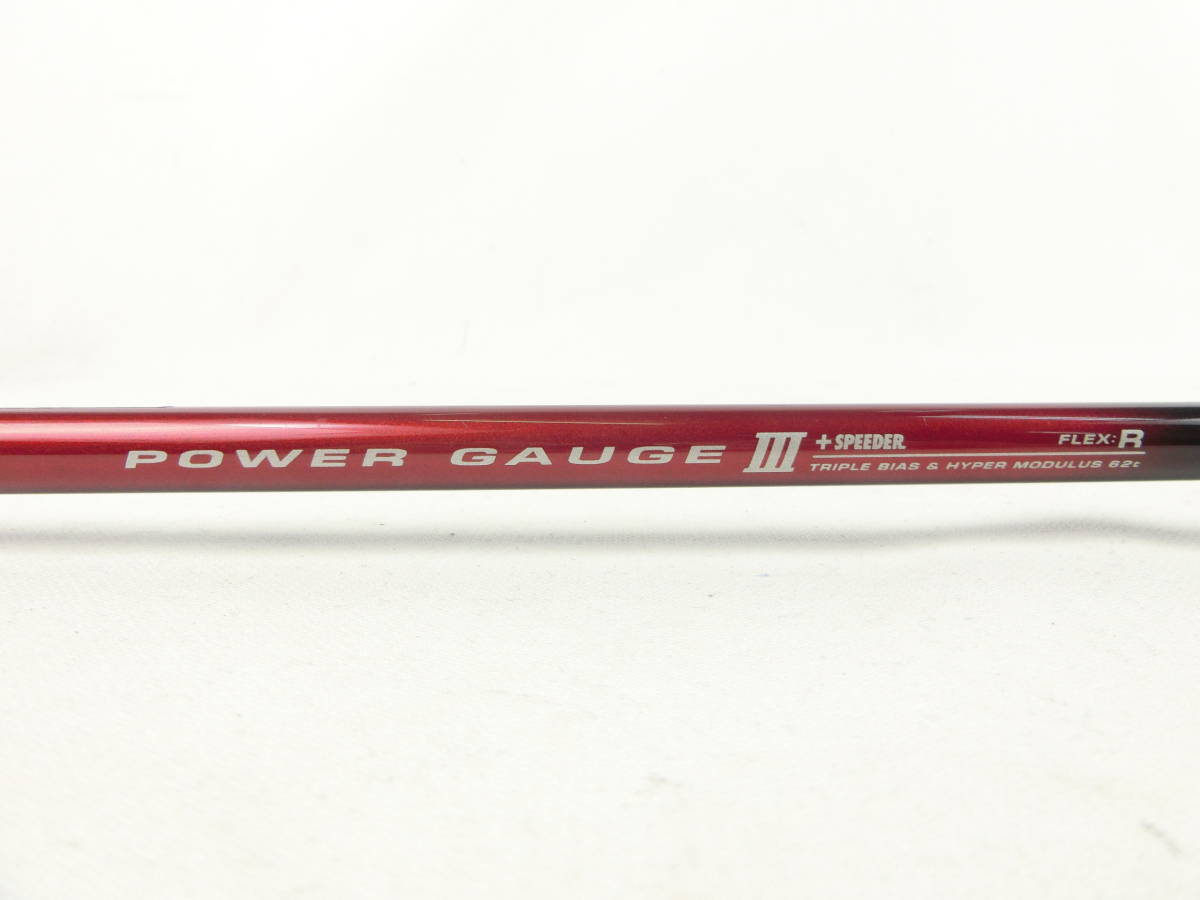 POWER GAUGE III +SPEEDER FLEX:R
TRIPLE BIAS & HYPER MODULUS 62t